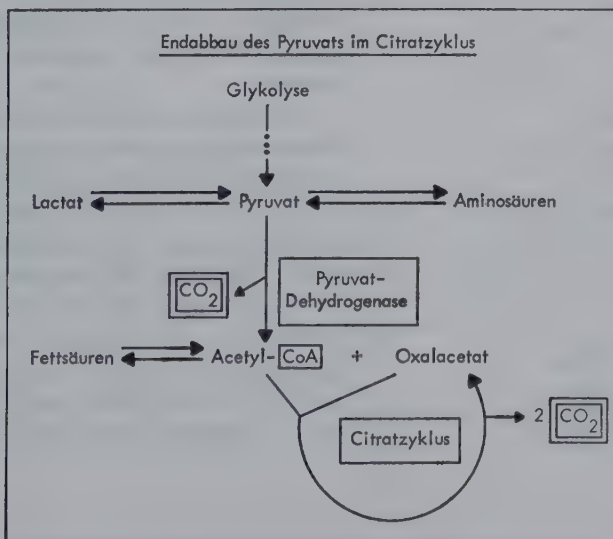 Endabbau des Pyruvats im Citratzyklus
Glykolyse
Lactat Pyruvat Aminosäuren
CO2
Pyruvat-
Dehydrogenase
Fettsäuren Acetyl-CoA + Oxalacetat
Citratzyklus
2 CO2